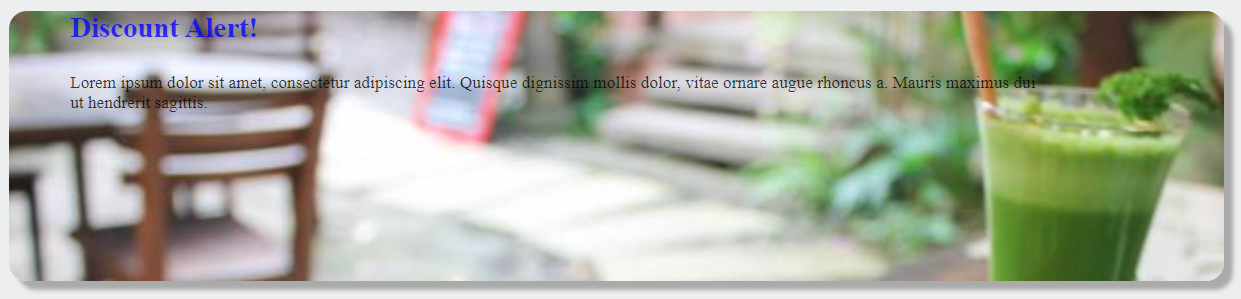 Discount Alert!
Lorem ipsum dolor sit amet, consectetur adipiscing elit. Quisque dignissim mollis dolor, vitae ornare augue rhoncus a. Mauris maximus dui
ut hendrerit sagittis.